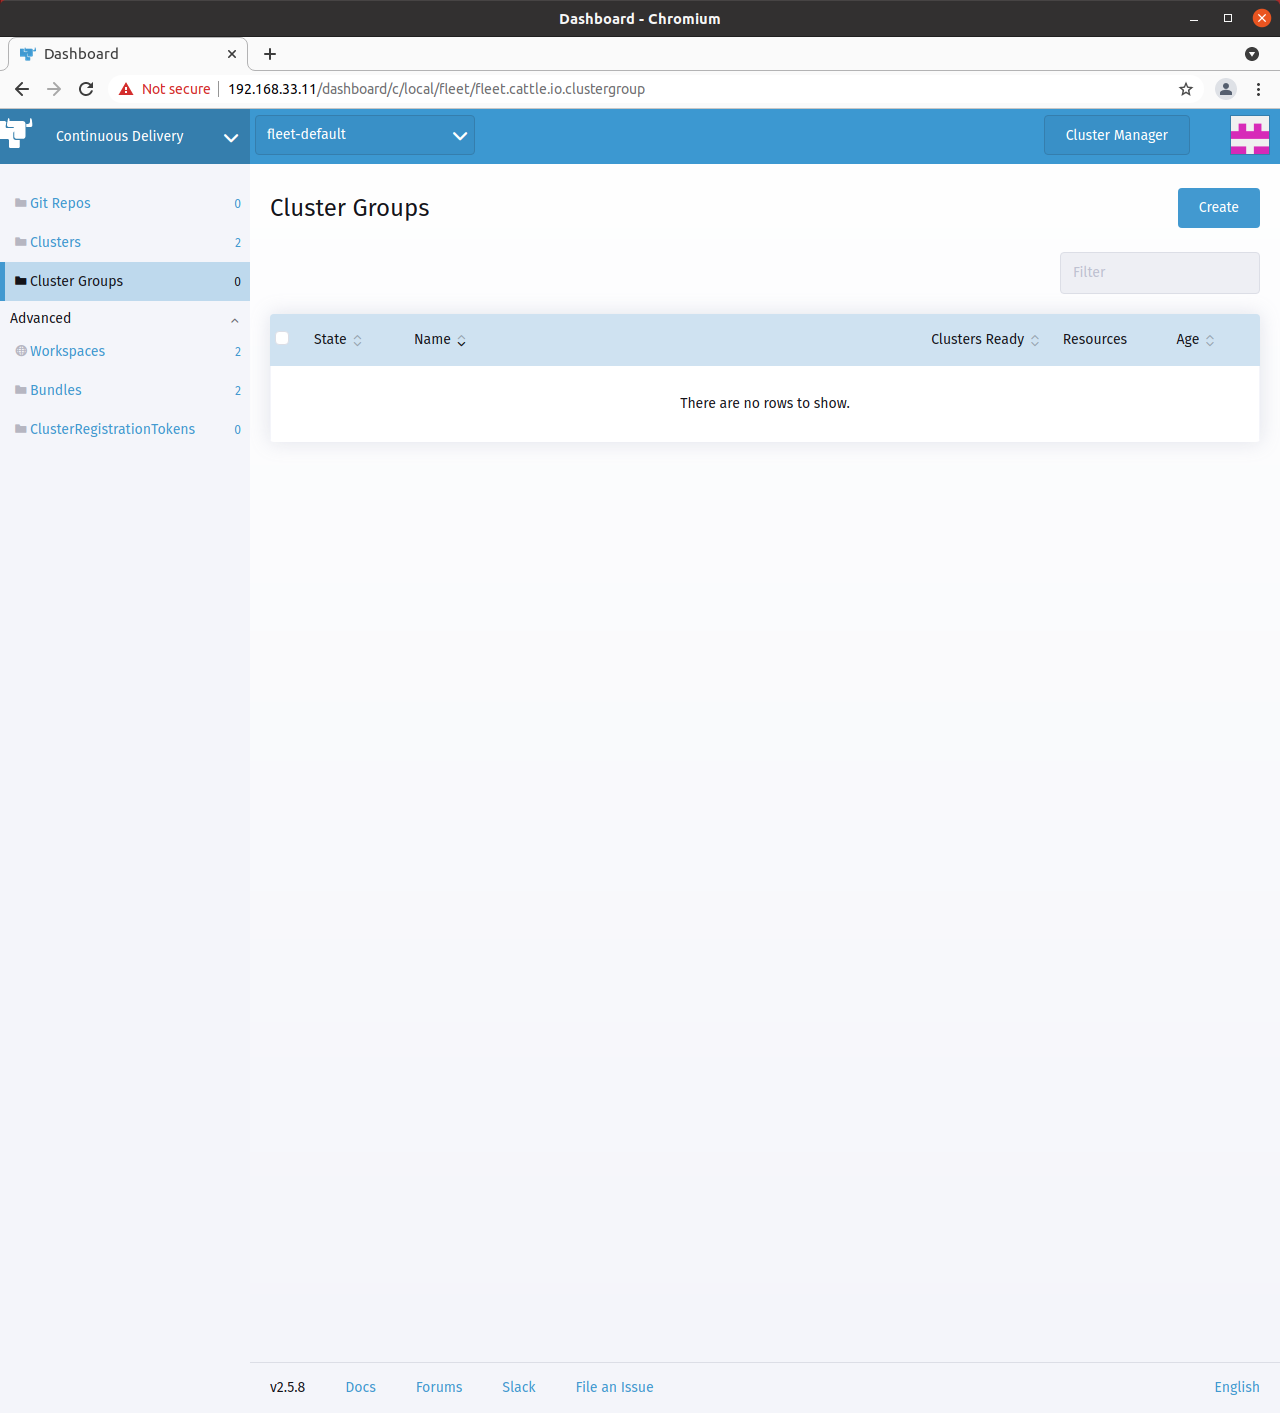 Dashboard - Chromium
Dashboard
Not secure
192.168.33.11/dashboard/c/local/fleet/fleet.cattle.io.clustergroup
Continuous Delivery
fleet-default
Cluster Manager
Git Repos 0
Clusters 2
Cluster Groups 0
Advanced
Workspaces 2
Bundles 2
ClusterRegistrationTokens 0
Cluster Groups
Create
Filter
State Name Clusters Ready Resources Age
There are no rows to show.
v2.5.8 Docs Forums Slack File an Issue English